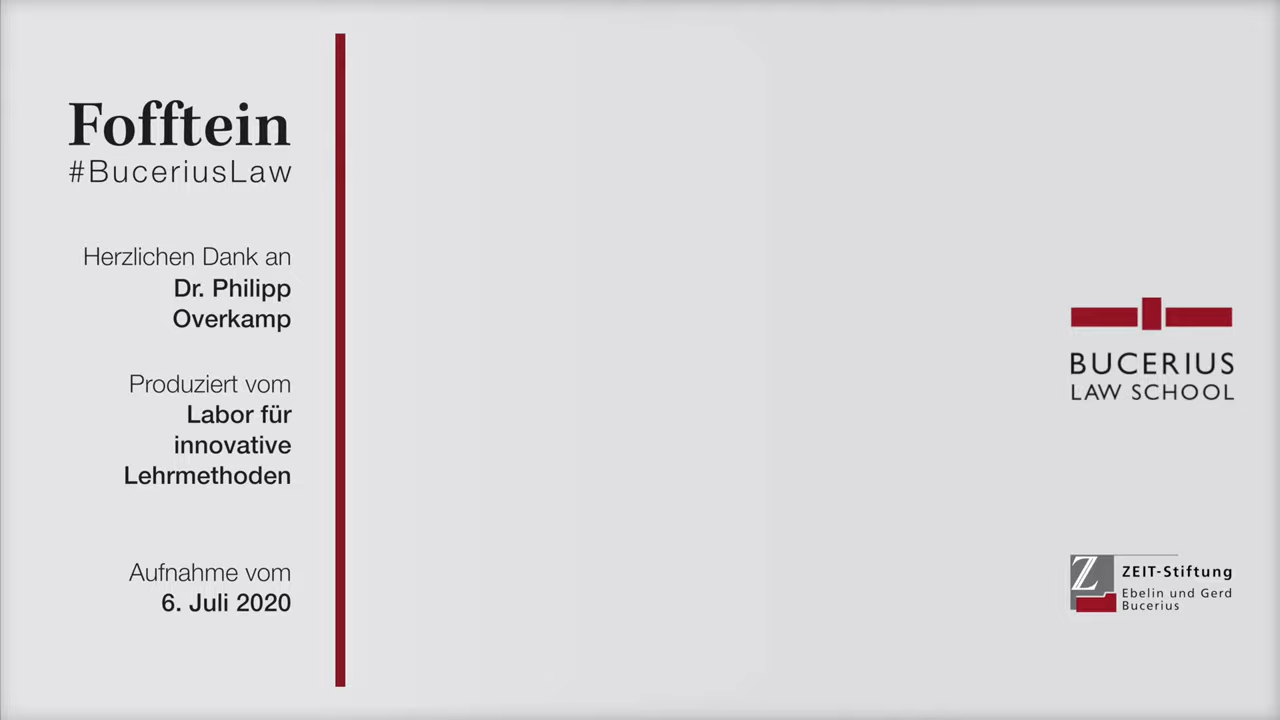 Fofftein
#BuceriusLaw
Herzlichen Dank an
Dr. Philipp
Overkamp
Produziert vom
Labor für
innovative
Lehrmethoden
Aufnahme vom
6. Juli 2020
BUCERIUS
LAW SCHOOL
Z
ZEIT-Stiftung
Ebelin und Gerd
Bucerius